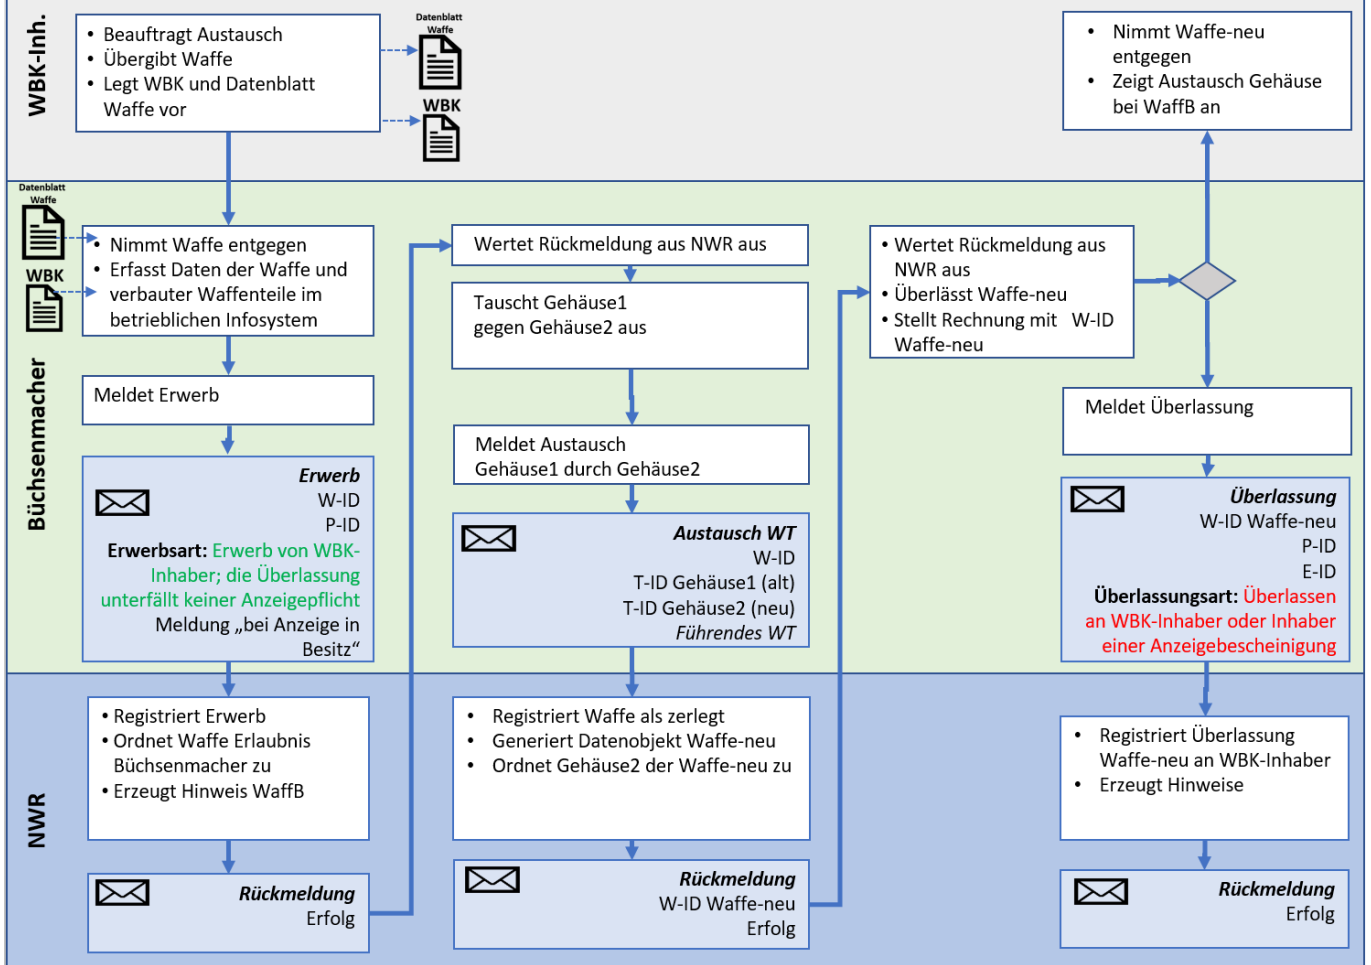 WBK-Inh.
• Beauftragt Austausch
• Übergibt Waffe
• Legt WBK und Datenblatt
Waffe vor
Datenblatt
Waffe
WBK
• Nimmt Waffe-neu
entgegen
• Zeigt Austausch Gehäuse
bei WaffB an
Büchsenmacher
Datenblatt
Waffe
WBK
• Nimmt Waffe entgegen
• Erfasst Daten der Waffe und
verbauter Waffenteile im
betrieblichen Infosystem
Meldet Erwerb
Erwerb
W-ID
P-ID
Erwerbsart: Erwerb von WBK-
Inhaber; die Überlassung
unterfällt keiner Anzeigepflicht
Meldung „bei Anzeige in
Besitz“
Wertet Rückmeldung aus NWR aus
Tauscht Gehäuse1
gegen Gehäuse2 aus
Meldet Austausch
Gehäuse1 durch Gehäuse2
Austausch WT
W-ID
T-ID Gehäuse1 (alt)
T-ID Gehäuse2 (neu)
Führendes WT
• Wertet Rückmeldung aus
NWR aus
• Überlässt Waffe-neu
• Stellt Rechnung mit W-ID
Waffe-neu
Meldet Überlassung
Überlassung
W-ID Waffe-neu
P-ID
E-ID
Überlassungsart: Überlassen
an WBK-Inhaber oder Inhaber
einer Anzeigebescheinigung
NWR
• Registriert Erwerb
• Ordnet Waffe Erlaubnis
Büchsenmacher zu
• Erzeugt Hinweis WaffB
Rückmeldung
Erfolg
• Registriert Waffe als zerlegt
• Generiert Datenobjekt Waffe-neu
• Ordnet Gehäuse2 der Waffe-neu zu
Rückmeldung
W-ID Waffe-neu
Erfolg
• Registriert Überlassung
Waffe-neu an WBK-Inhaber
• Erzeugt Hinweise
Rückmeldung
Erfolg